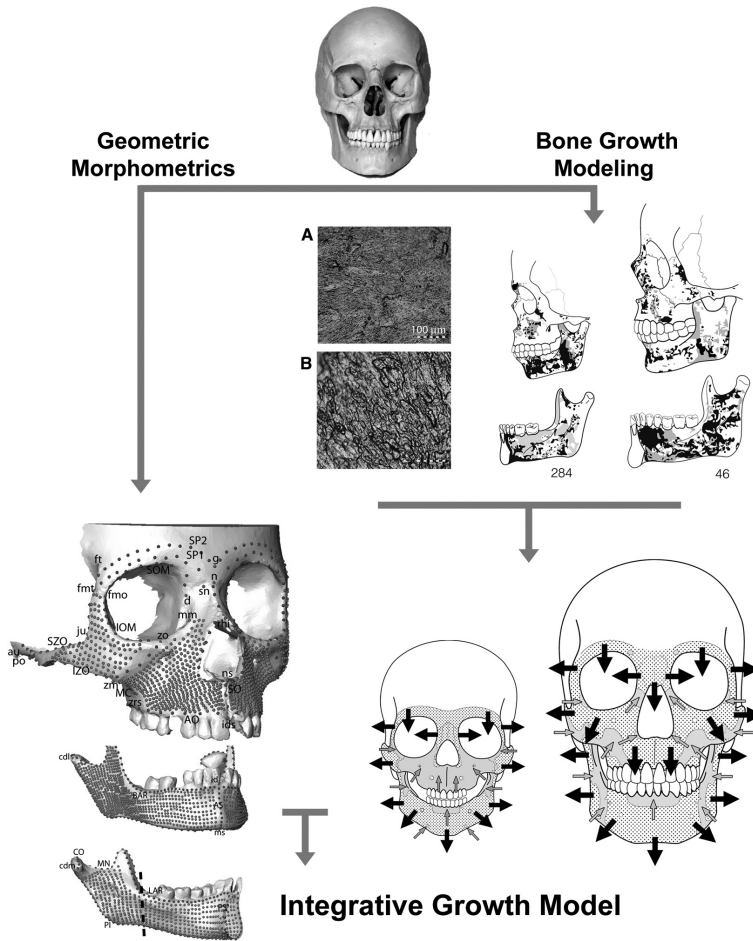 Geometric
Morphometrics
Bone Growth
Modeling
A
100 µm
B
284
46
SP2
SP1
g
ft
SOM
n
fmt
fmo
sn
d
mm
IOM
ju
SZO
zo
au
po
IZO
ns
zm
MC
SO
zrs
AO
ids
cdl
id
BAR
AS
ms
CO
cdm
MN
LAR
PI
Integrative Growth Model